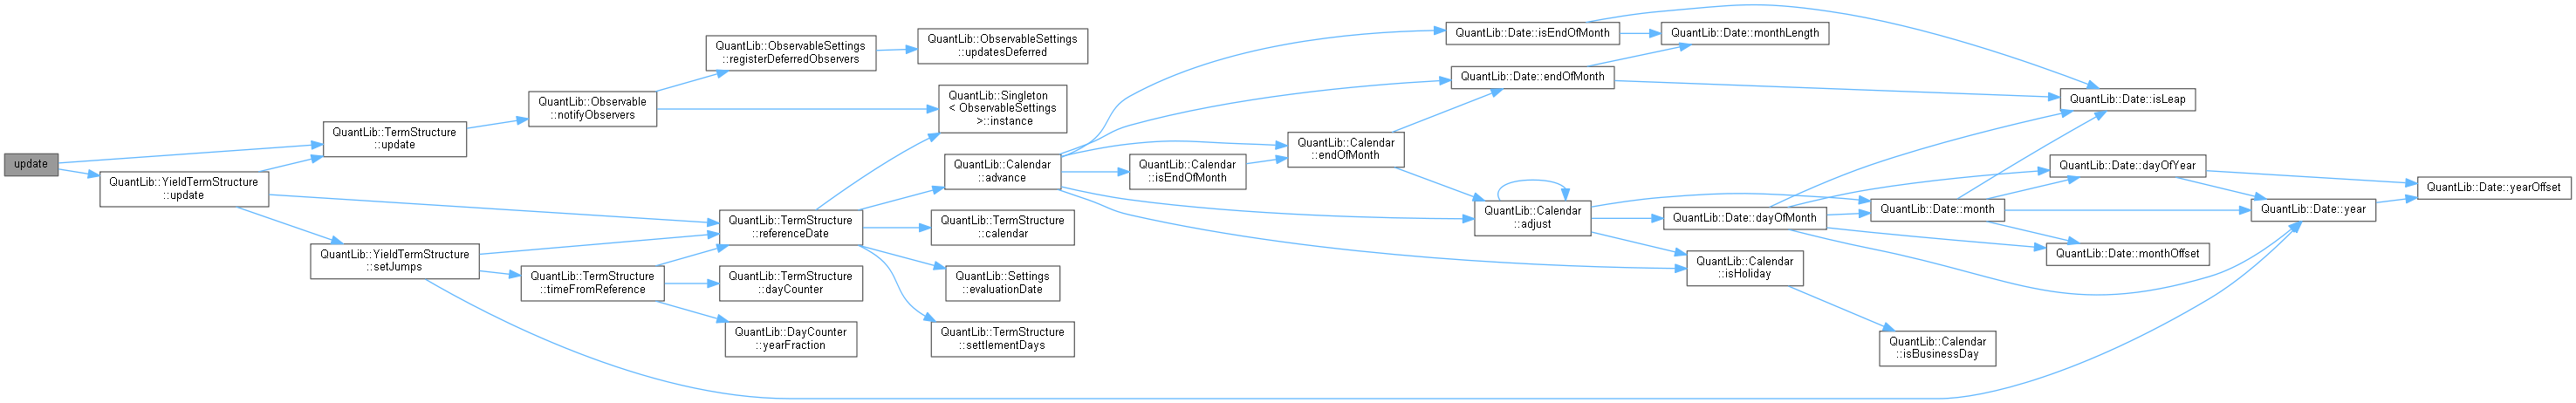 update
QuantLib::YieldTermStructure
::update
QuantLib::TermStructure
::update
QuantLib::YieldTermStructure
::setJumps
QuantLib::Observable
::notifyObservers
QuantLib::TermStructure
::timeFromReference
QuantLib::ObservableSettings
::registerDeferredObservers
QuantLib::TermStructure
::referenceDate
QuantLib::TermStructure
::dayCounter
QuantLib::DayCounter
::yearFraction
QuantLib::ObservableSettings
::updatesDeferred
QuantLib::Singleton
< ObservableSettings
>::instance
QuantLib::Calendar
::advance
QuantLib::TermStructure
::calendar
QuantLib::Settings
::evaluationDate
QuantLib::TermStructure
::settlementDays
QuantLib::Calendar
::isEndOfMonth
QuantLib::Calendar
::endOfMonth
QuantLib::Date::isEndOfMonth
QuantLib::Date::endOfMonth
QuantLib::Calendar
::adjust
QuantLib::Date::monthLength
QuantLib::Date::dayOfMonth
QuantLib::Calendar
::isHoliday
QuantLib::Date::month
QuantLib::Calendar
::isBusinessDay
QuantLib::Date::isLeap
QuantLib::Date::dayOfYear
QuantLib::Date::monthOffset
QuantLib::Date::year
QuantLib::Date::yearOffset